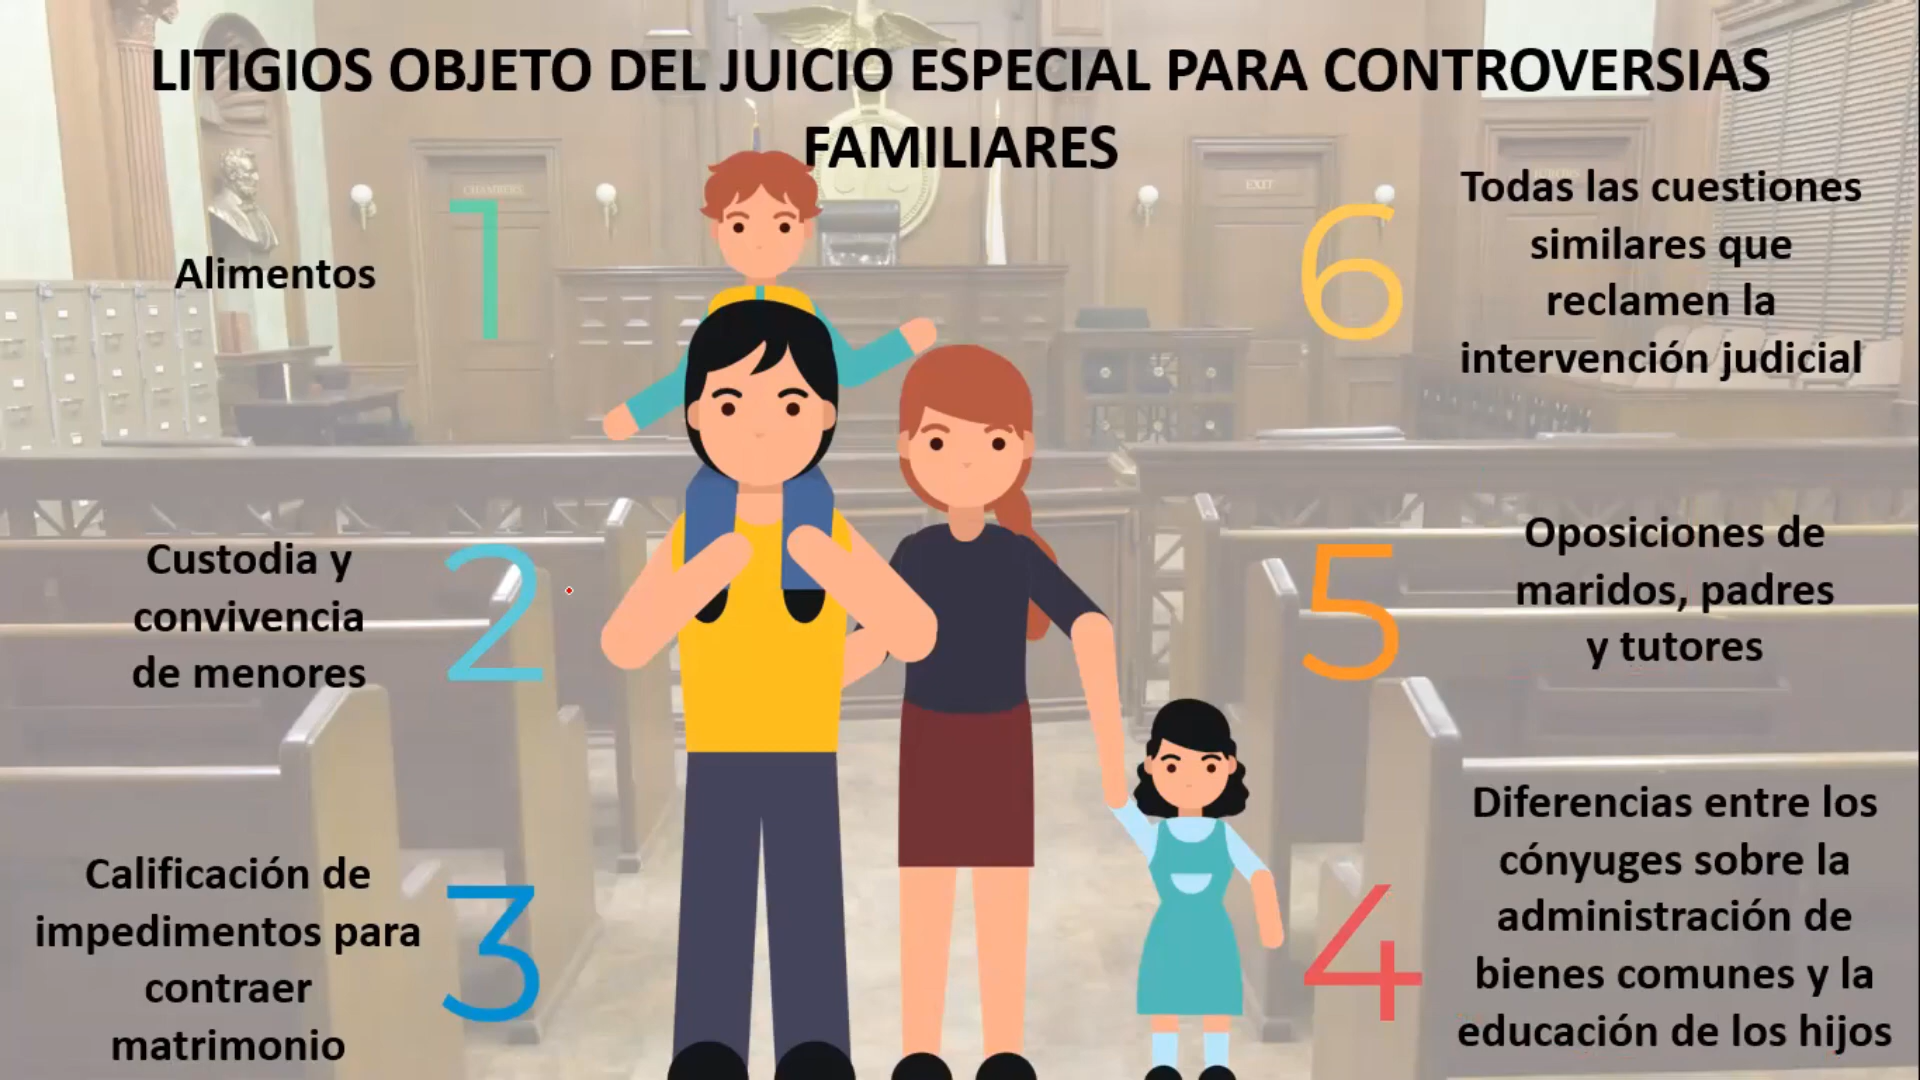 LITIGIOS OBJETO DEL JUICIO ESPECIAL PARA CONTROVERSIAS
FAMILIARES
CHAMBERS
EXIT
Alimentos
1
Custodia y
convivencia
de menores
2
Calificación de
impedimentos para
contraer
matrimonio
3
6
Todas las cuestiones
similares que
reclamen la
intervención judicial
5
Oposiciones de
maridos, padres
y tutores
4
Diferencias entre los
cónyuges sobre la
administración de
bienes comunes y la
educación de los hijos